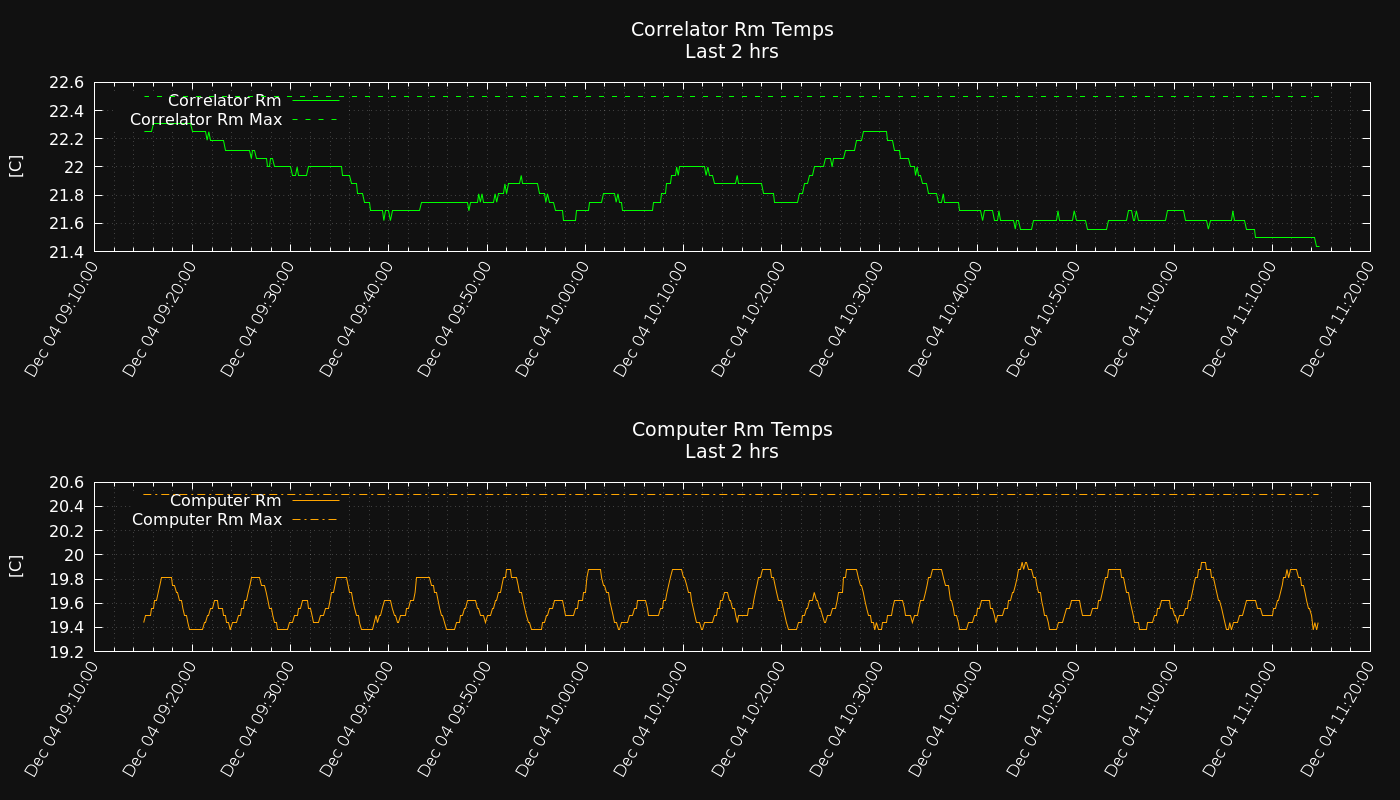 Correlator Rm Temps
Last 2 hrs
22.6
22.4
22.2
22
21.8
21.6
21.4
[C]
Correlator Rm
Correlator Rm Max
Dec 04 09:10:00
Dec 04 09:20:00
Dec 04 09:30:00
Dec 04 09:40:00
Dec 04 09:50:00
Dec 04 10:00:00
Dec 04 10:10:00
Dec 04 10:20:00
Dec 04 10:30:00
Dec 04 10:40:00
Dec 04 10:50:00
Dec 04 11:00:00
Dec 04 11:10:00
Dec 04 11:20:00
Computer Rm Temps
Last 2 hrs
20.6
20.4
20.2
20
19.8
19.6
19.4
19.2
[C]
Computer Rm
Computer Rm Max
Dec 04 09:10:00
Dec 04 09:20:00
Dec 04 09:30:00
Dec 04 09:40:00
Dec 04 09:50:00
Dec 04 10:00:00
Dec 04 10:10:00
Dec 04 10:20:00
Dec 04 10:30:00
Dec 04 10:40:00
Dec 04 10:50:00
Dec 04 11:00:00
Dec 04 11:10:00
Dec 04 11:20:00